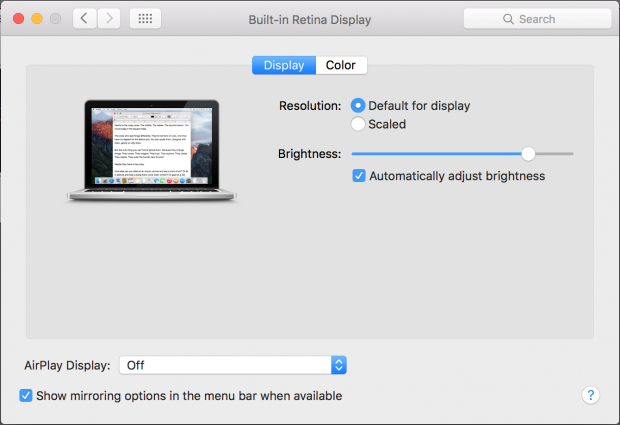 Built-in Retina Display
Search
Display
Color
Resolution:
Default for display
Scaled
Brightness:
Automatically adjust brightness
AirPlay Display:
Off
Show mirroring options in the menu bar when available
?